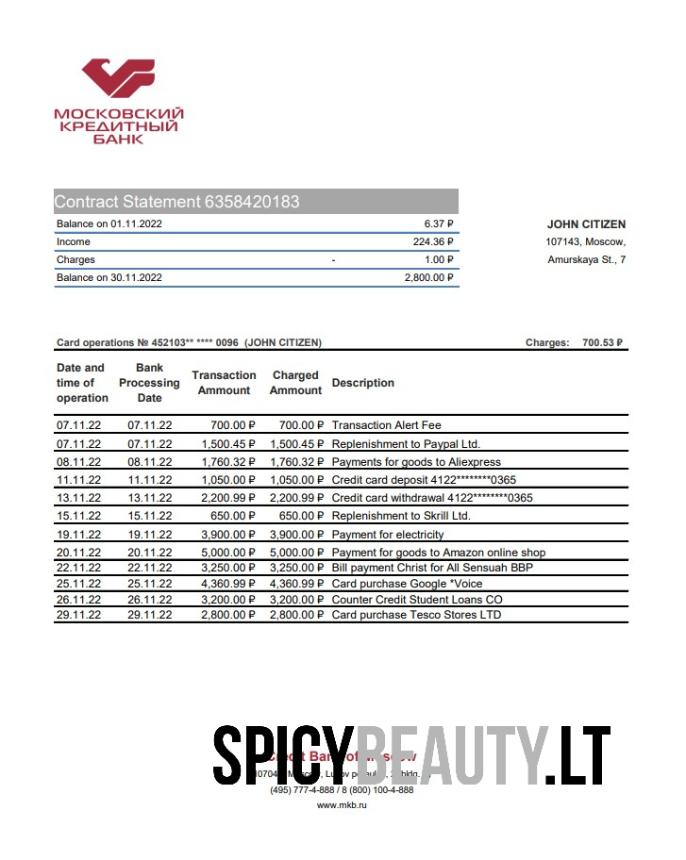 МОСКОВСКИЙ
КРЕДИТНЫЙ
БАНК
Contract Statement 6358420183
Balance on 01.11.2022 6.37 ₽
Income 224.36 ₽
Charges - 1.00 ₽
Balance on 30.11.2022 2,800.00 ₽
JOHN CITIZEN
107143, Moscow,
Amurskaya St., 7
Card operations № 452103** **** 0096 (JOHN CITIZEN) Charges: 700.53 ₽
Date and time of operation Bank Processing Date Transaction Ammount Charged Ammount Description
07.11.22 07.11.22 700.00 ₽ 700.00 ₽ Transaction Alert Fee
07.11.22 07.11.22 1,500.45 ₽ 1,500.45 ₽ Replenishment to Paypal Ltd.
08.11.22 08.11.22 1,760.32 ₽ 1,760.32 ₽ Payments for goods to Aliexpress
11.11.22 11.11.22 1,050.00 ₽ 1,050.00 ₽ Credit card deposit 4122********0365
13.11.22 13.11.22 2,200.99 ₽ 2,200.99 ₽ Credit card withdrawal 4122********0365
15.11.22 15.11.22 650.00 ₽ 650.00 ₽ Replenishment to Skrill Ltd.
19.11.22 19.11.22 3,900.00 ₽ 3,900.00 ₽ Payment for electricity
20.11.22 20.11.22 5,000.00 ₽ 5,000.00 ₽ Payment for goods to Amazon online shop
22.11.22 22.11.22 3,250.00 ₽ 3,250.00 ₽ Bill payment Christ for All Sensuah BBP
25.11.22 25.11.22 4,360.99 ₽ 4,360.99 ₽ Card purchase Google *Voice
26.11.22 26.11.22 3,200.00 ₽ 3,200.00 ₽ Counter Credit Student Loans CO
29.11.22 29.11.22 2,800.00 ₽ 2,800.00 ₽ Card purchase Tesco Stores LTD
SPICYBEAUTY.LT
(495) 777-4-888 / 8 (800) 100-4-888
www.mkb.ru